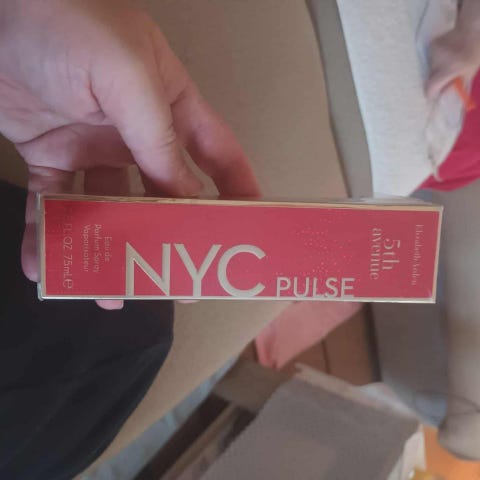 Elizabeth Arden
5th
avenue
NYC
PULSE
Eau de
Parfum Spray
Vaporisateur
FL OZ 75mL e